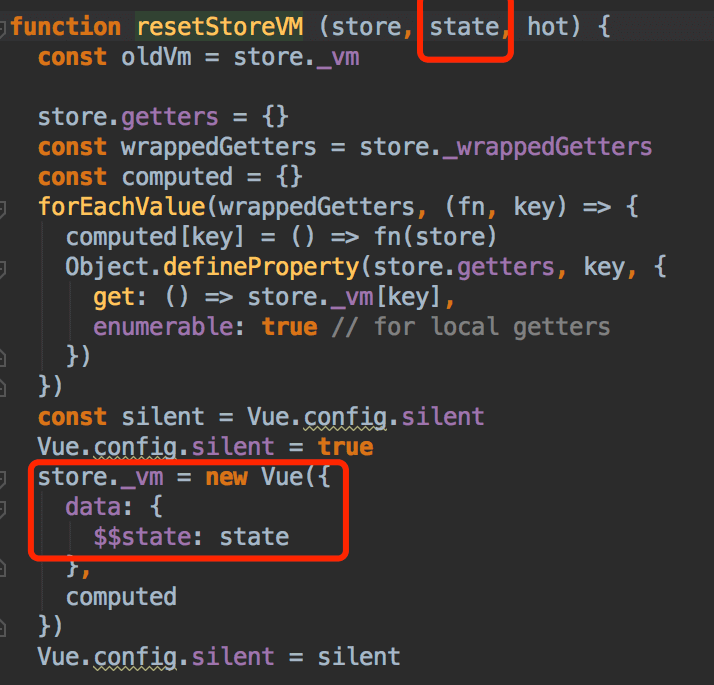 function resetStoreVM (store, state, hot) {
const oldVm = store._vm
store.getters = {}
const wrappedGetters = store._wrappedGetters
const computed = {}
forEachValue(wrappedGetters, (fn, key) => {
computed[key] = () => fn(store)
Object.defineProperty(store.getters, key, {
get: () => store._vm[key],
enumerable: true // for local getters
})
})
const silent = Vue.config.silent
Vue.config.silent = true
store._vm = new Vue({
data: {
$$state: state
},
computed
})
Vue.config.silent = silent